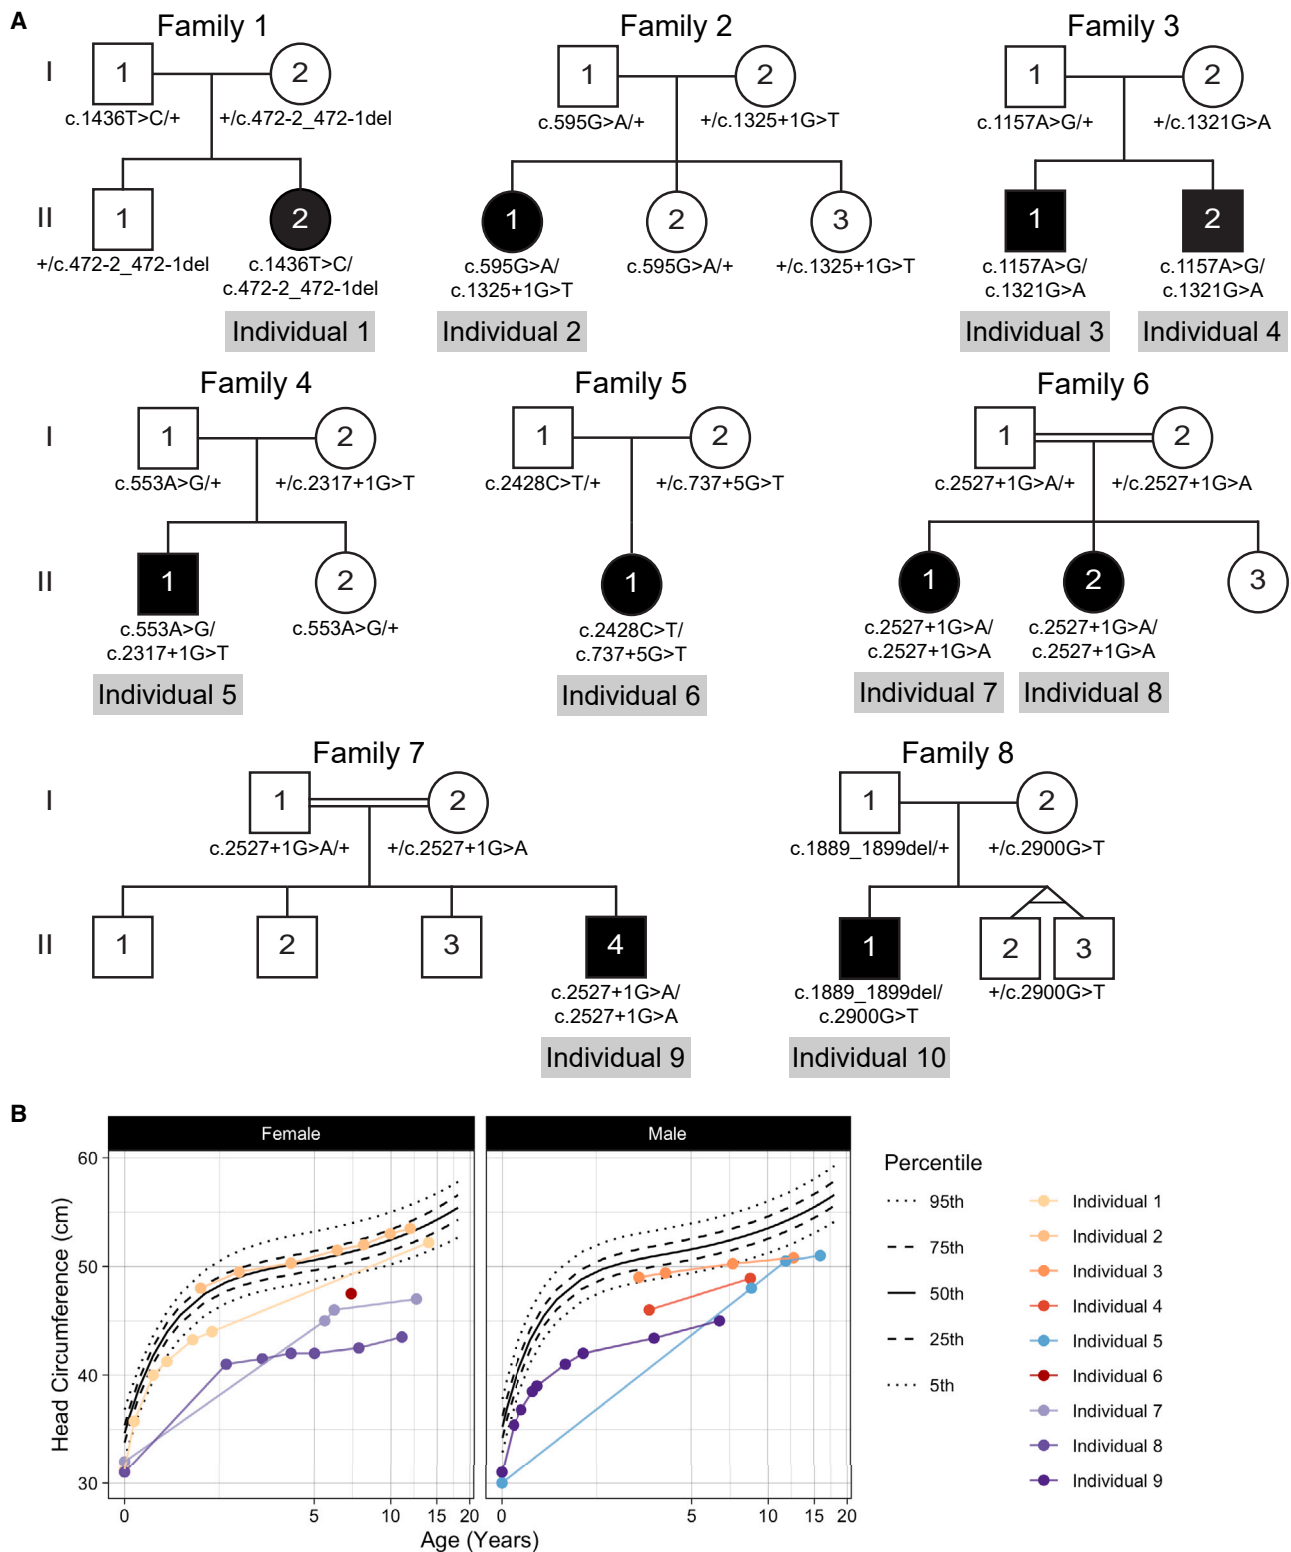 A
Family 1
Family 2
Family 3
I
1
2
1
2
1
2
c.1436T>C/+
+/c.472-2_472-1del
c.595G>A/+
+/c.1325+1G>T
c.1157A>G/+
+/c.1321G>A
II
1
2
1
2
3
1
2
+/c.472-2_472-1del
c.1436T>C/
c.472-2_472-1del
c.595G>A/
c.1325+1G>T
c.595G>A/+
+/c.1325+1G>T
c.1157A>G/
c.1321G>A
c.1157A>G/
c.1321G>A
Individual 1
Individual 2
Individual 3
Individual 4
Family 4
Family 5
Family 6
I
1
2
1
2
1
2
c.553A>G/+
+/c.2317+1G>T
c.2428C>T/+
+/c.737+5G>T
c.2527+1G>A/+
+/c.2527+1G>A
II
1
2
1
1
2
3
c.553A>G/
c.2317+1G>T
c.553A>G/+
c.2428C>T/
c.737+5G>T
c.2527+1G>A/
c.2527+1G>A
c.2527+1G>A/
c.2527+1G>A
Individual 5
Individual 6
Individual 7
Individual 8
Family 7
Family 8
I
1
2
1
2
c.2527+1G>A/+
+/c.2527+1G>A
c.1889_1899del/+
+/c.2900G>T
II
1
2
3
4
1
2
3
c.2527+1G>A/
c.2527+1G>A
c.1889_1899del/
c.2900G>T
+/c.2900G>T
Individual 9
Individual 10
B
Female
Male
60
50
40
30
Head Circumference (cm)
0
5
10
15
20
0
5
10
15
20
Age (Years)
Percentile
95th
75th
50th
25th
5th
Individual 1
Individual 2
Individual 3
Individual 4
Individual 5
Individual 6
Individual 7
Individual 8
Individual 9